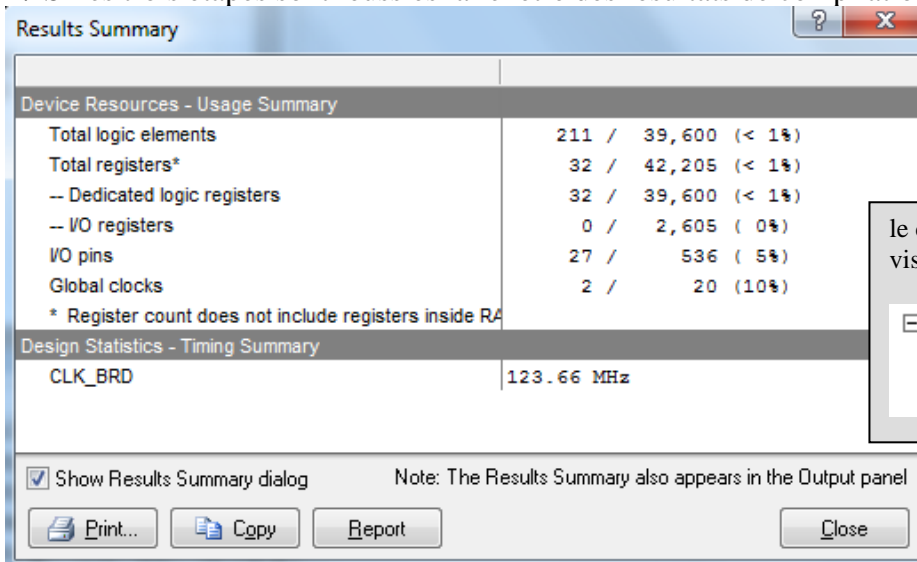 Results Summary
Device Resources - Usage Summary
Total logic elements 211 / 39,600 (< 1%)
Total registers* 32 / 42,205 (< 1%)
-- Dedicated logic registers 32 / 39,600 (< 1%)
-- I/O registers 0 / 2,605 ( 0%)
I/O pins 27 / 536 ( 5%)
Global clocks 2 / 20 (10%)
* Register count does not include registers inside RA
Design Statistics - Timing Summary
CLK_BRD 123.66 MHz
Show Results Summary dialog Note: The Results Summary also appears in the Output panel
Print... Copy Report Close
le
vis